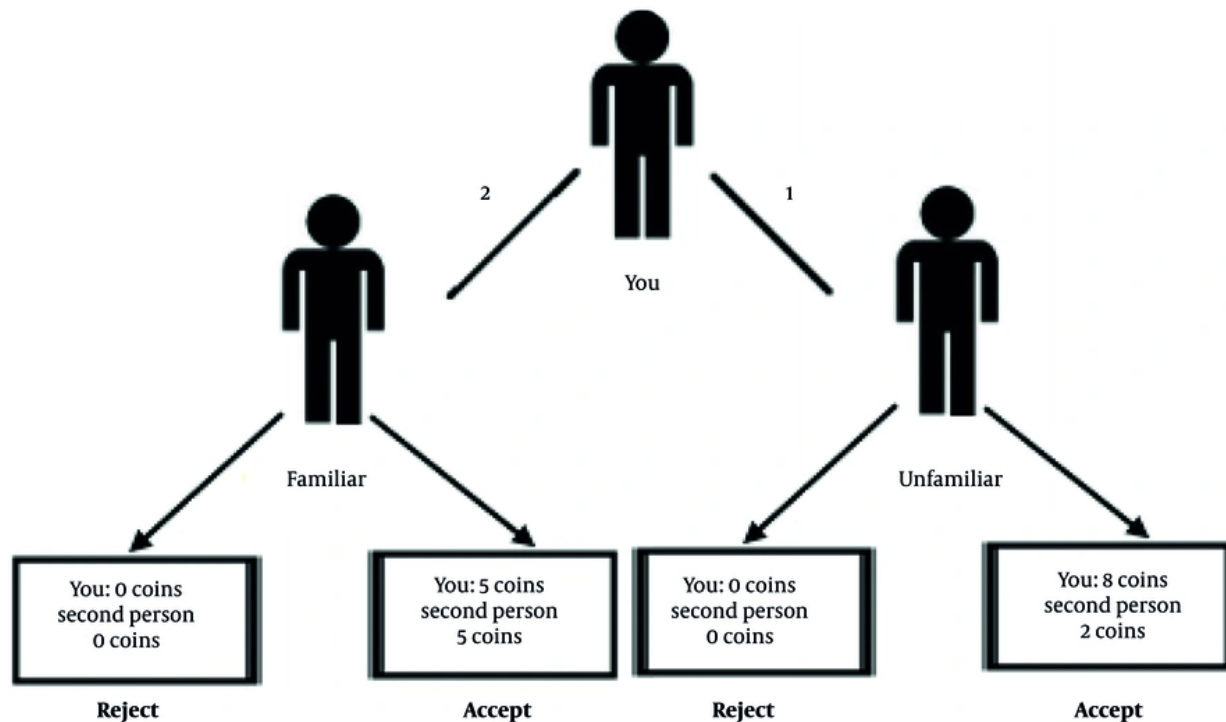 2
1
You
Familiar
Unfamiliar
You: 0 coins
second person
0 coins
You: 5 coins
second person
5 coins
You: 0 coins
second person
0 coins
You: 8 coins
second person
2 coins
Reject
Accept
Reject
Accept